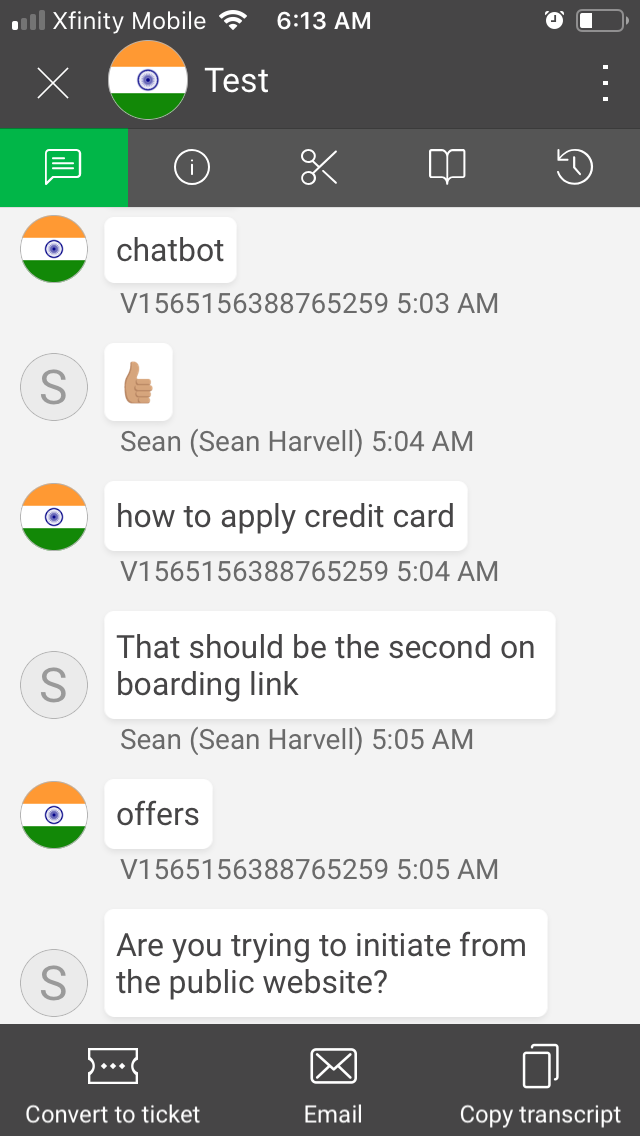 Xfinity Mobile 6:13 AM
Test
chatbot
V1565156388765259 5:03 AM
S
👍🏽
Sean (Sean Harvell) 5:04 AM
how to apply credit card
V1565156388765259 5:04 AM
That should be the second on
boarding link
S
Sean (Sean Harvell) 5:05 AM
offers
V1565156388765259 5:05 AM
Are you trying to initiate from
the public website?
S
Convert to ticket
Email
Copy transcript